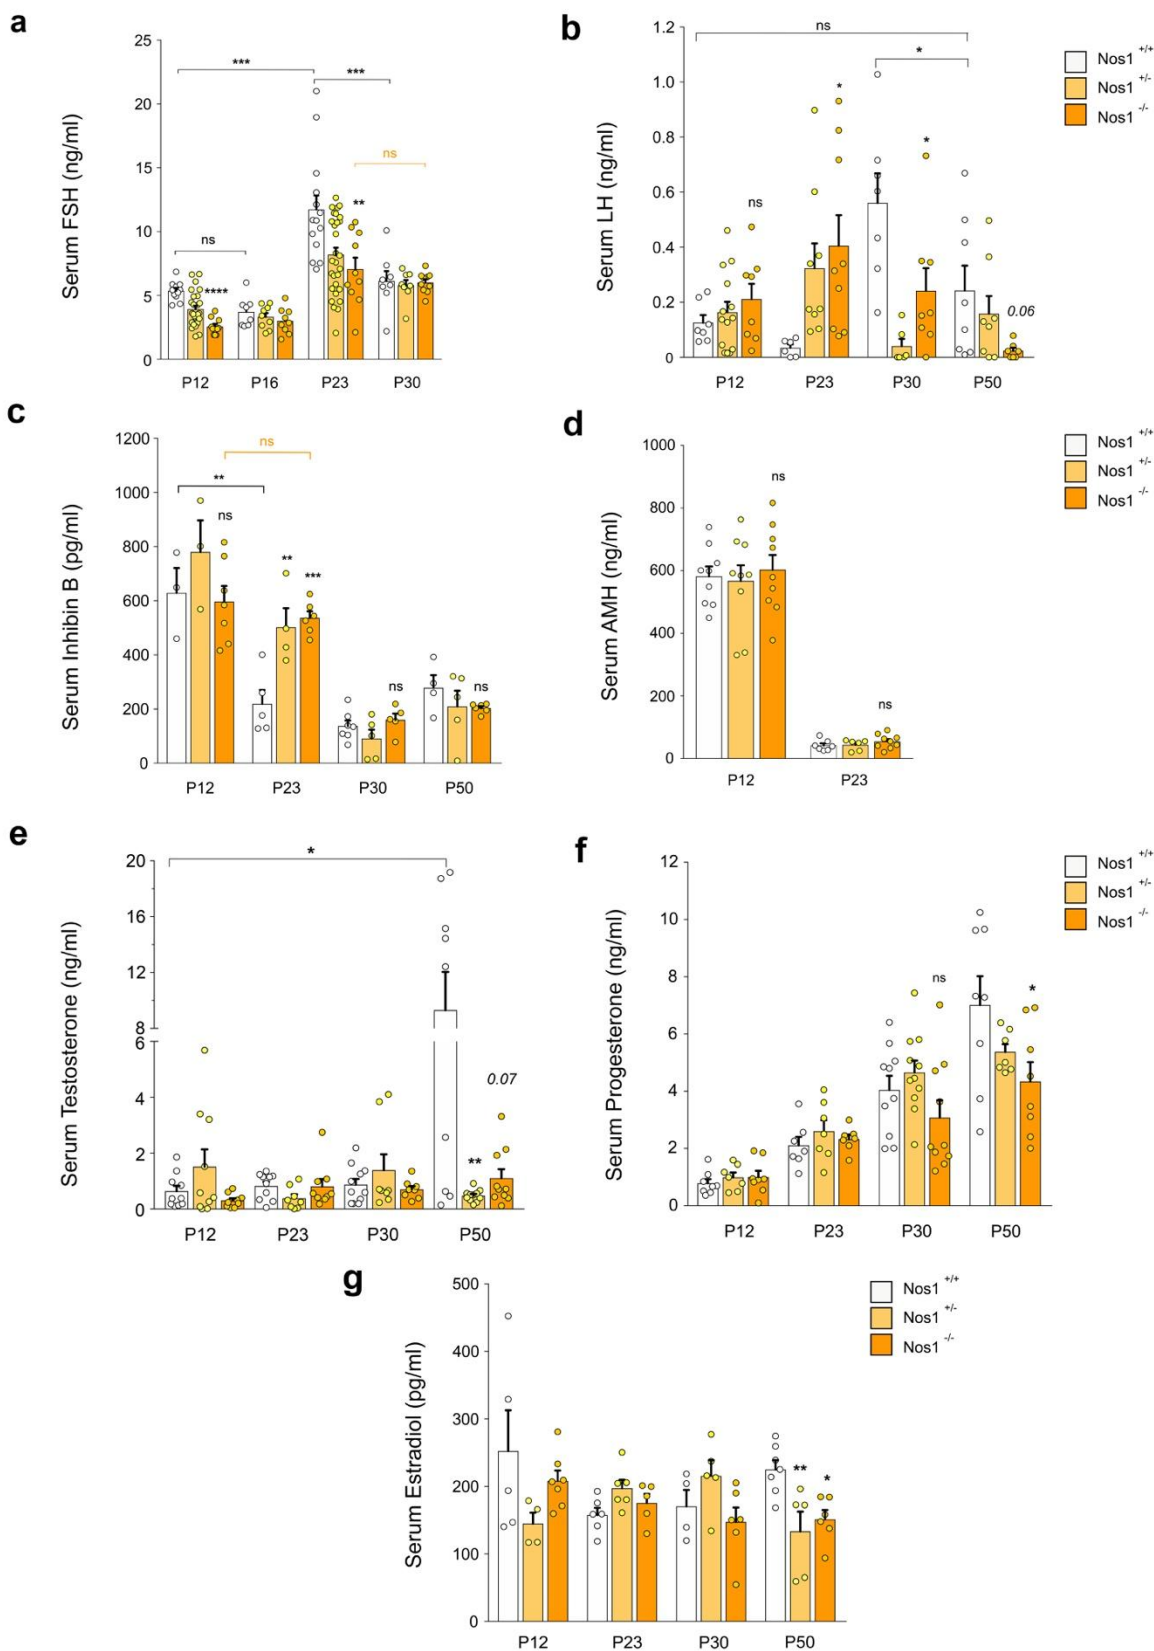 a
Serum FSH (ng/ml)
25
20
15
10
5
0
***
***
ns
ns
****
**
P12 P16 P23 P30
b
Serum LH (ng/ml)
1.2
1.0
0.8
0.6
0.4
0.2
0
ns
*
ns
*
*
0.06
P12 P23 P30 P50
Nos1 +/+
Nos1 +/-
Nos1 -/-
c
Serum Inhibin B (pg/ml)
1200
1000
800
600
400
200
0
ns
**
ns
**
***
ns
ns
P12 P23 P30 P50
d
Serum AMH (ng/ml)
1000
800
600
400
200
0
ns
ns
P12 P23
Nos1 +/+
Nos1 +/-
Nos1 -/-
e
Serum Testosterone (ng/ml)
20
16
12
8
6
4
2
0
*
**
0.07
P12 P23 P30 P50
f
Serum Progesterone (ng/ml)
12
10
8
6
4
2
0
ns
*
P12 P23 P30 P50
Nos1 +/+
Nos1 +/-
Nos1 -/-
g
Serum Estradiol (pg/ml)
500
400
300
200
100
0
**
*
P12 P23 P30 P50
Nos1 +/+
Nos1 +/-
Nos1 -/-